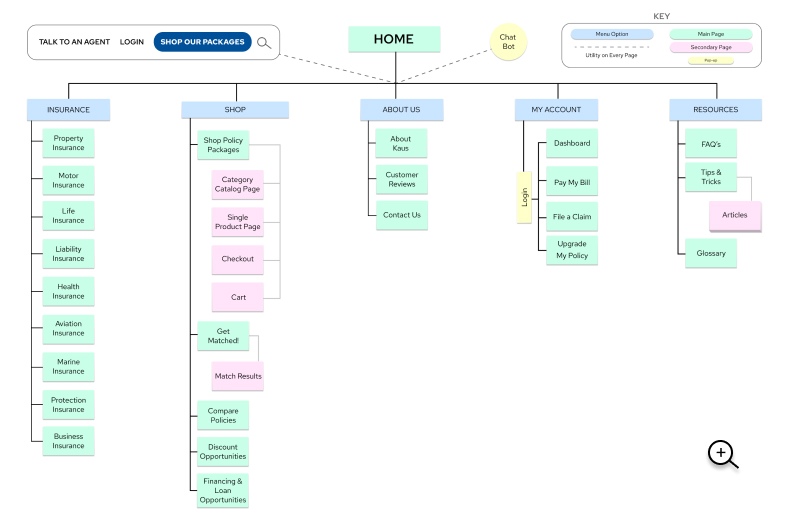 KEY
TALK TO AN AGENT LOGIN SHOP OUR PACKAGES
HOME
Chat
Bot
Menu Option
Main Page
Secondary Page
Utility on Every Page
Pop-up
INSURANCE
SHOP
ABOUT US
MY ACCOUNT
RESOURCES
Property
Insurance
Motor
Insurance
Life
Insurance
Liability
Insurance
Health
Insurance
Aviation
Insurance
Marine
Insurance
Protection
Insurance
Business
Insurance
Shop Policy
Packages
Category
Catalog Page
Single
Product Page
Checkout
Cart
Get
Matched!
Match Results
Compare
Policies
Discount
Opportunities
Financing &
Loan
Opportunities
About
Kaus
Customer
Reviews
Contact Us
Login
Dashboard
Pay My Bill
File a Claim
Upgrade
My Policy
FAQ's
Tips &
Tricks
Articles
Glossary